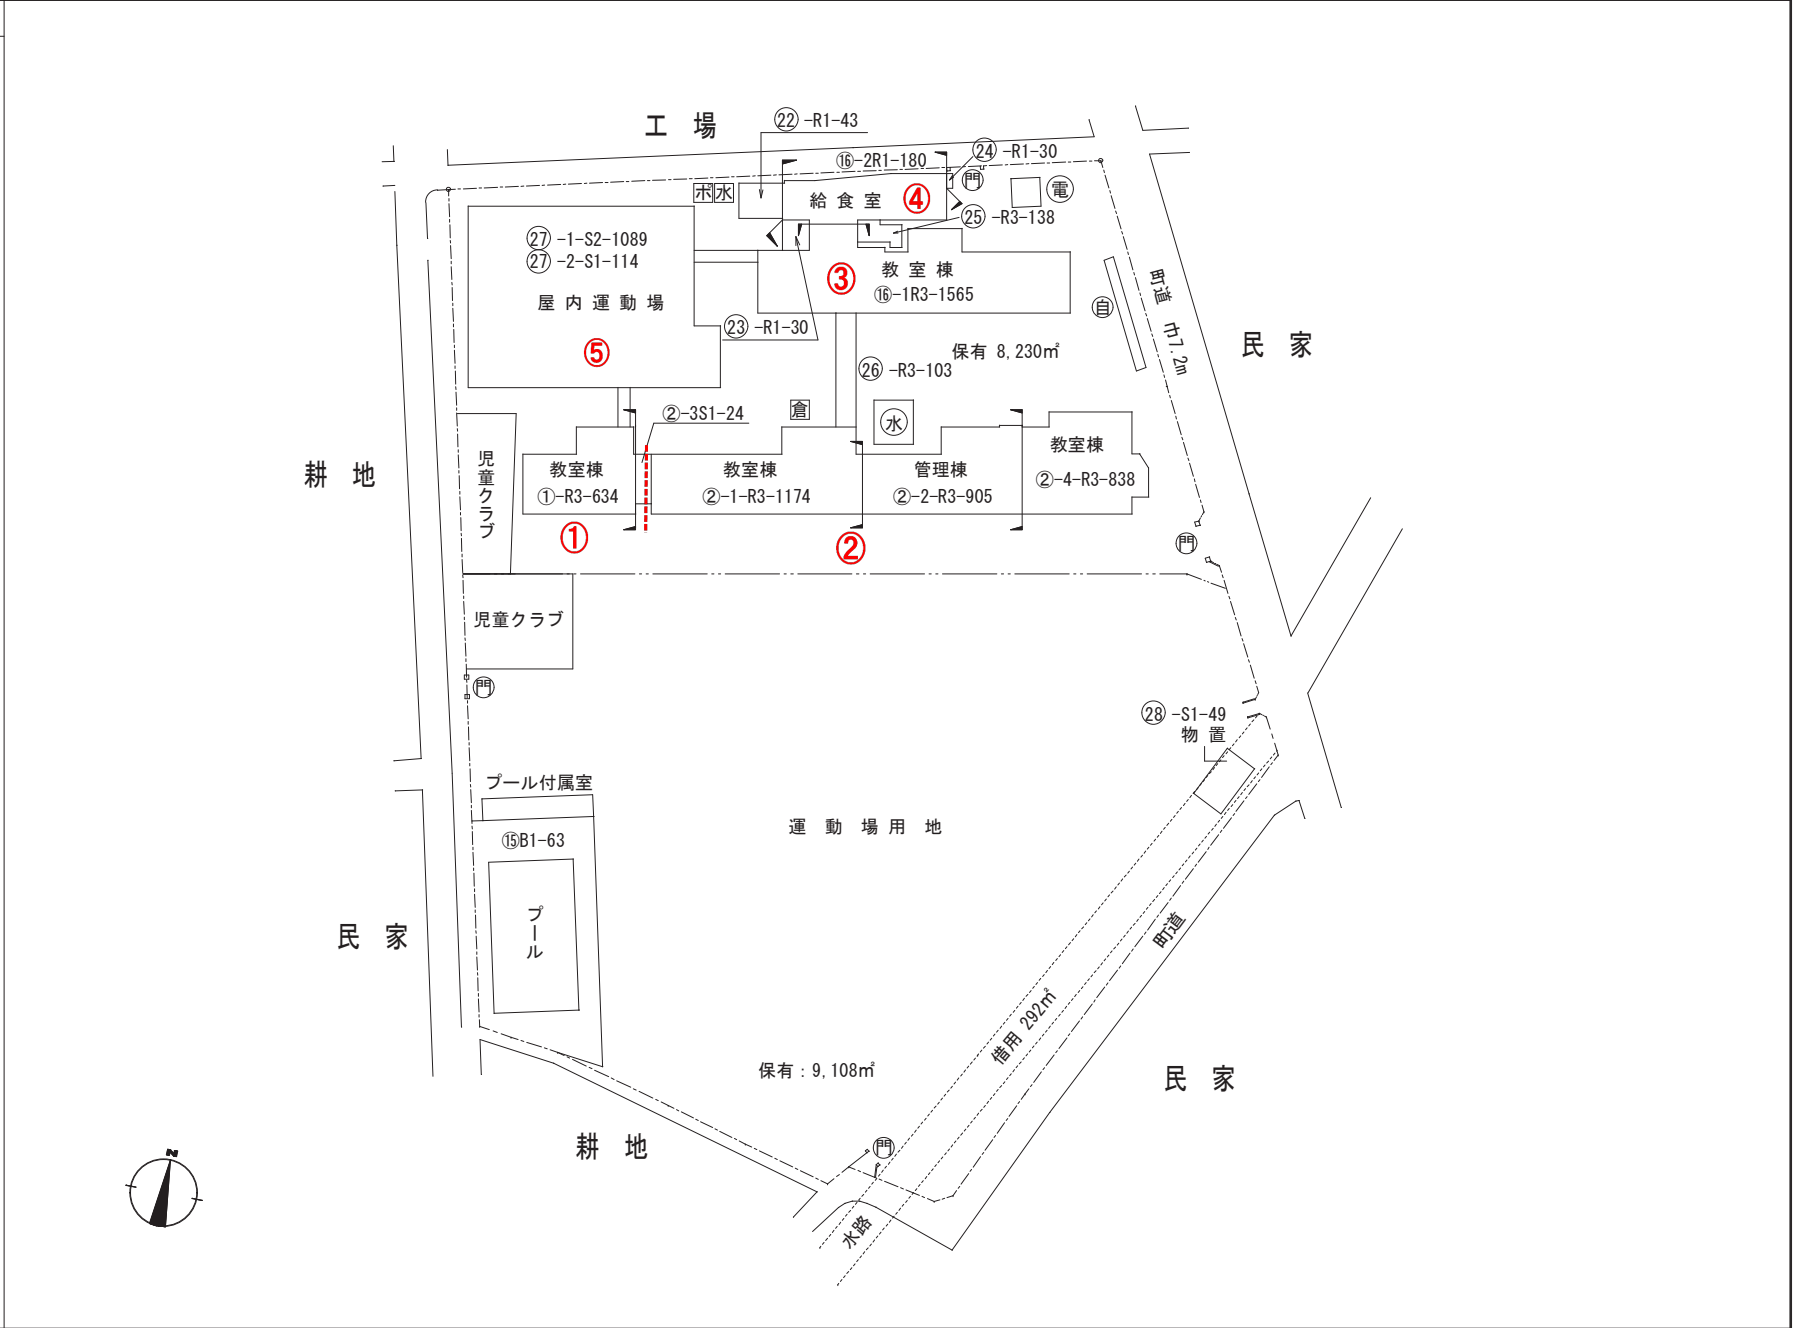 工 場
㉒ -R1-43
⑯-2R1-180
㉔ -R1-30
門
電
ボ 水
給 食 室
④
㉕ -R3-138
㉗ -1-S2-1089
㉗ -2-S1-114
屋 内 運 動 場
⑤
③
教 室 棟
⑯-1R3-1565
㉓ -R1-30
自
町道 巾7.2m
民 家
保有 8,230㎡
㉖ -R3-103
②-3S1-24
倉
水
耕 地
児童クラブ
教室棟
①-R3-634
教室棟
②-1-R3-1174
管理棟
②-2-R3-905
教室棟
②-4-R3-838
①
②
門
児童クラブ
門
㉘ -S1-49
物 置
プール付属室
⑮B1-63
プール
運 動 場 用 地
民 家
町道
借用 292㎡
保有：9,108㎡
民 家
耕 地
門
水路
N